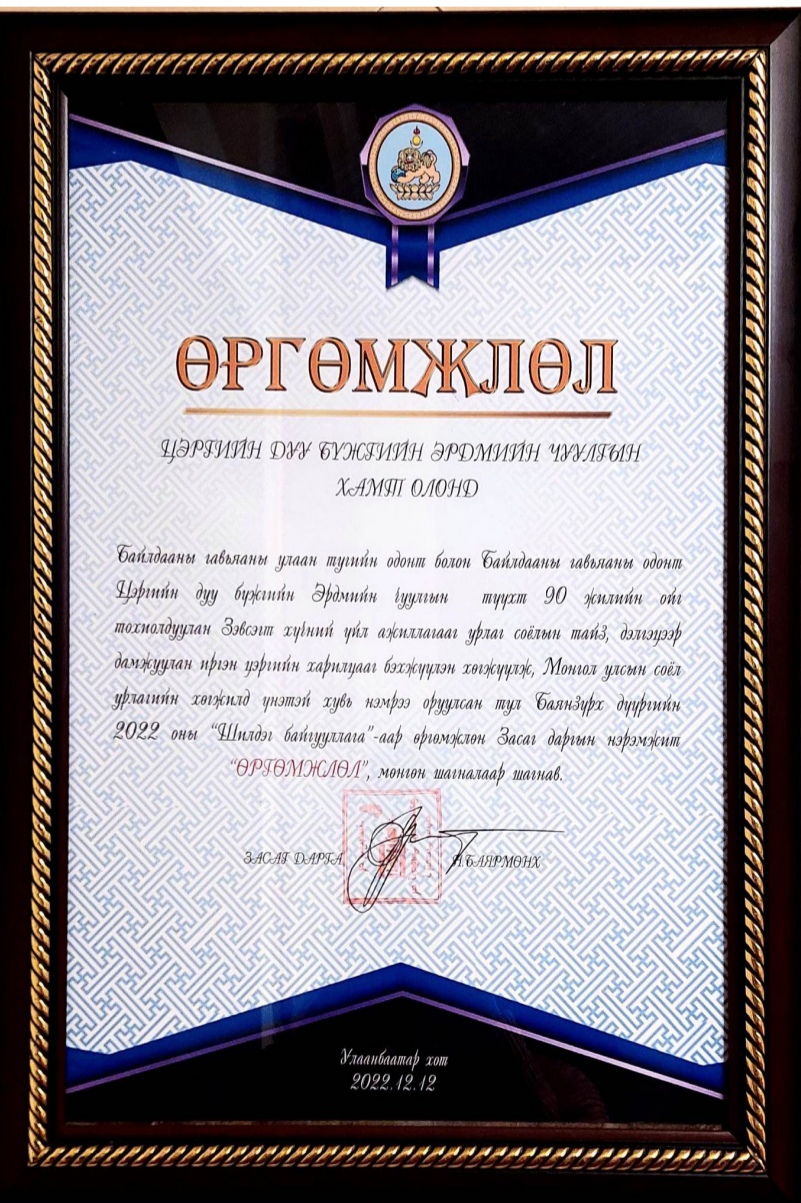 ӨРГӨМЖЛӨЛ
ЦЭРГИЙН ДУУ БҮЖГИЙН ЭРДМИЙН ЧУУЛГЫН
ХАМТ ОЛОНД
Байлдааны гавьяаны улаан тугийн одонт болон Байлдааны гавьяаны одонт
Цэргийн дуу бүжгийн Эрдмийн чуулгын түүхт 90 жилийн ойг
тохиолдуулан Зэвсэгт хүчний үйл ажиллагааг урлаг соёлын тайз, дэлгэцээр
дамжуулан иргэн цэргийн харилцааг бэхжүүлэн хөгжүүлж, Монгол улсын соёл
урлагийн хөгжилд үнэтэй хувь нэмрээ оруулсан тул Баянзүрх дүүргийн
2022 оны "Шилдэг байгууллага"-аар өргөмжлөн Засаг даргын нэрэмжит
"ӨРГӨМЖЛӨЛ", мөнгөн шагналаар шагнав.
ЗАСАГ ДАРГА БАЯРМӨНХ
Улаанбаатар хот
2022.12.12